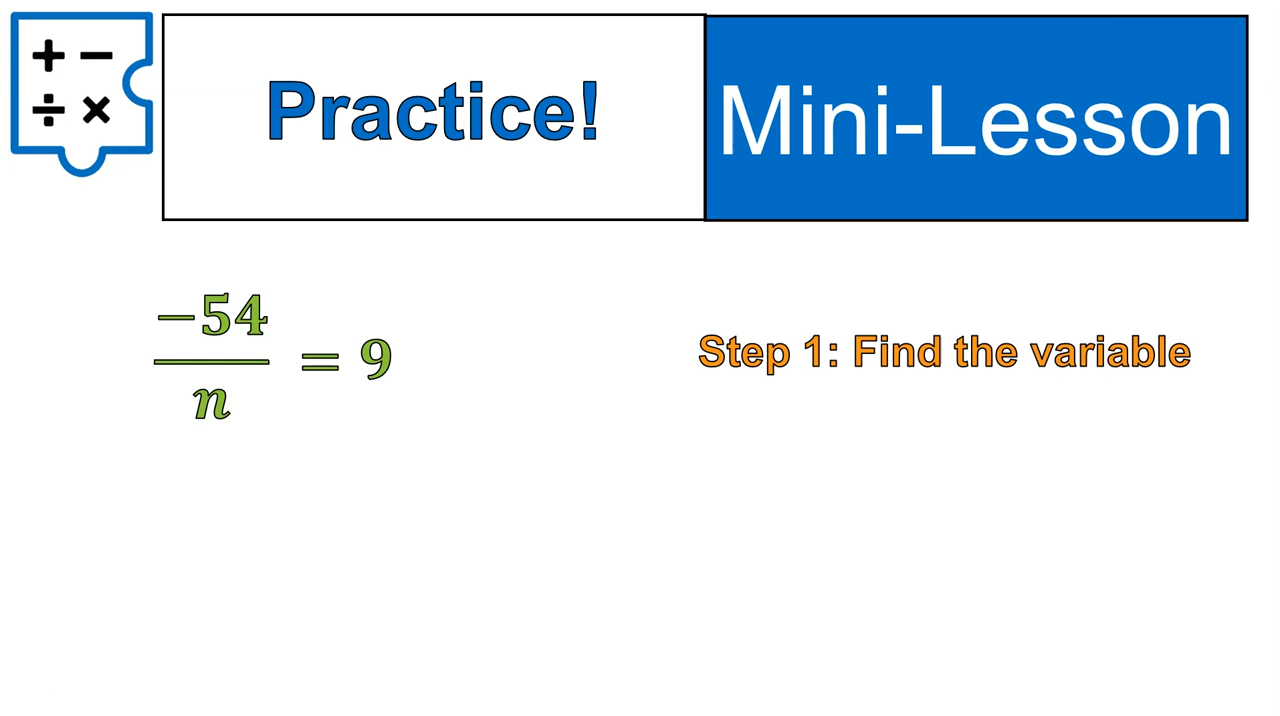 + −
÷ ×
Practice!
Mini-Lesson
−54
n
= 9
Step 1: Find the variable